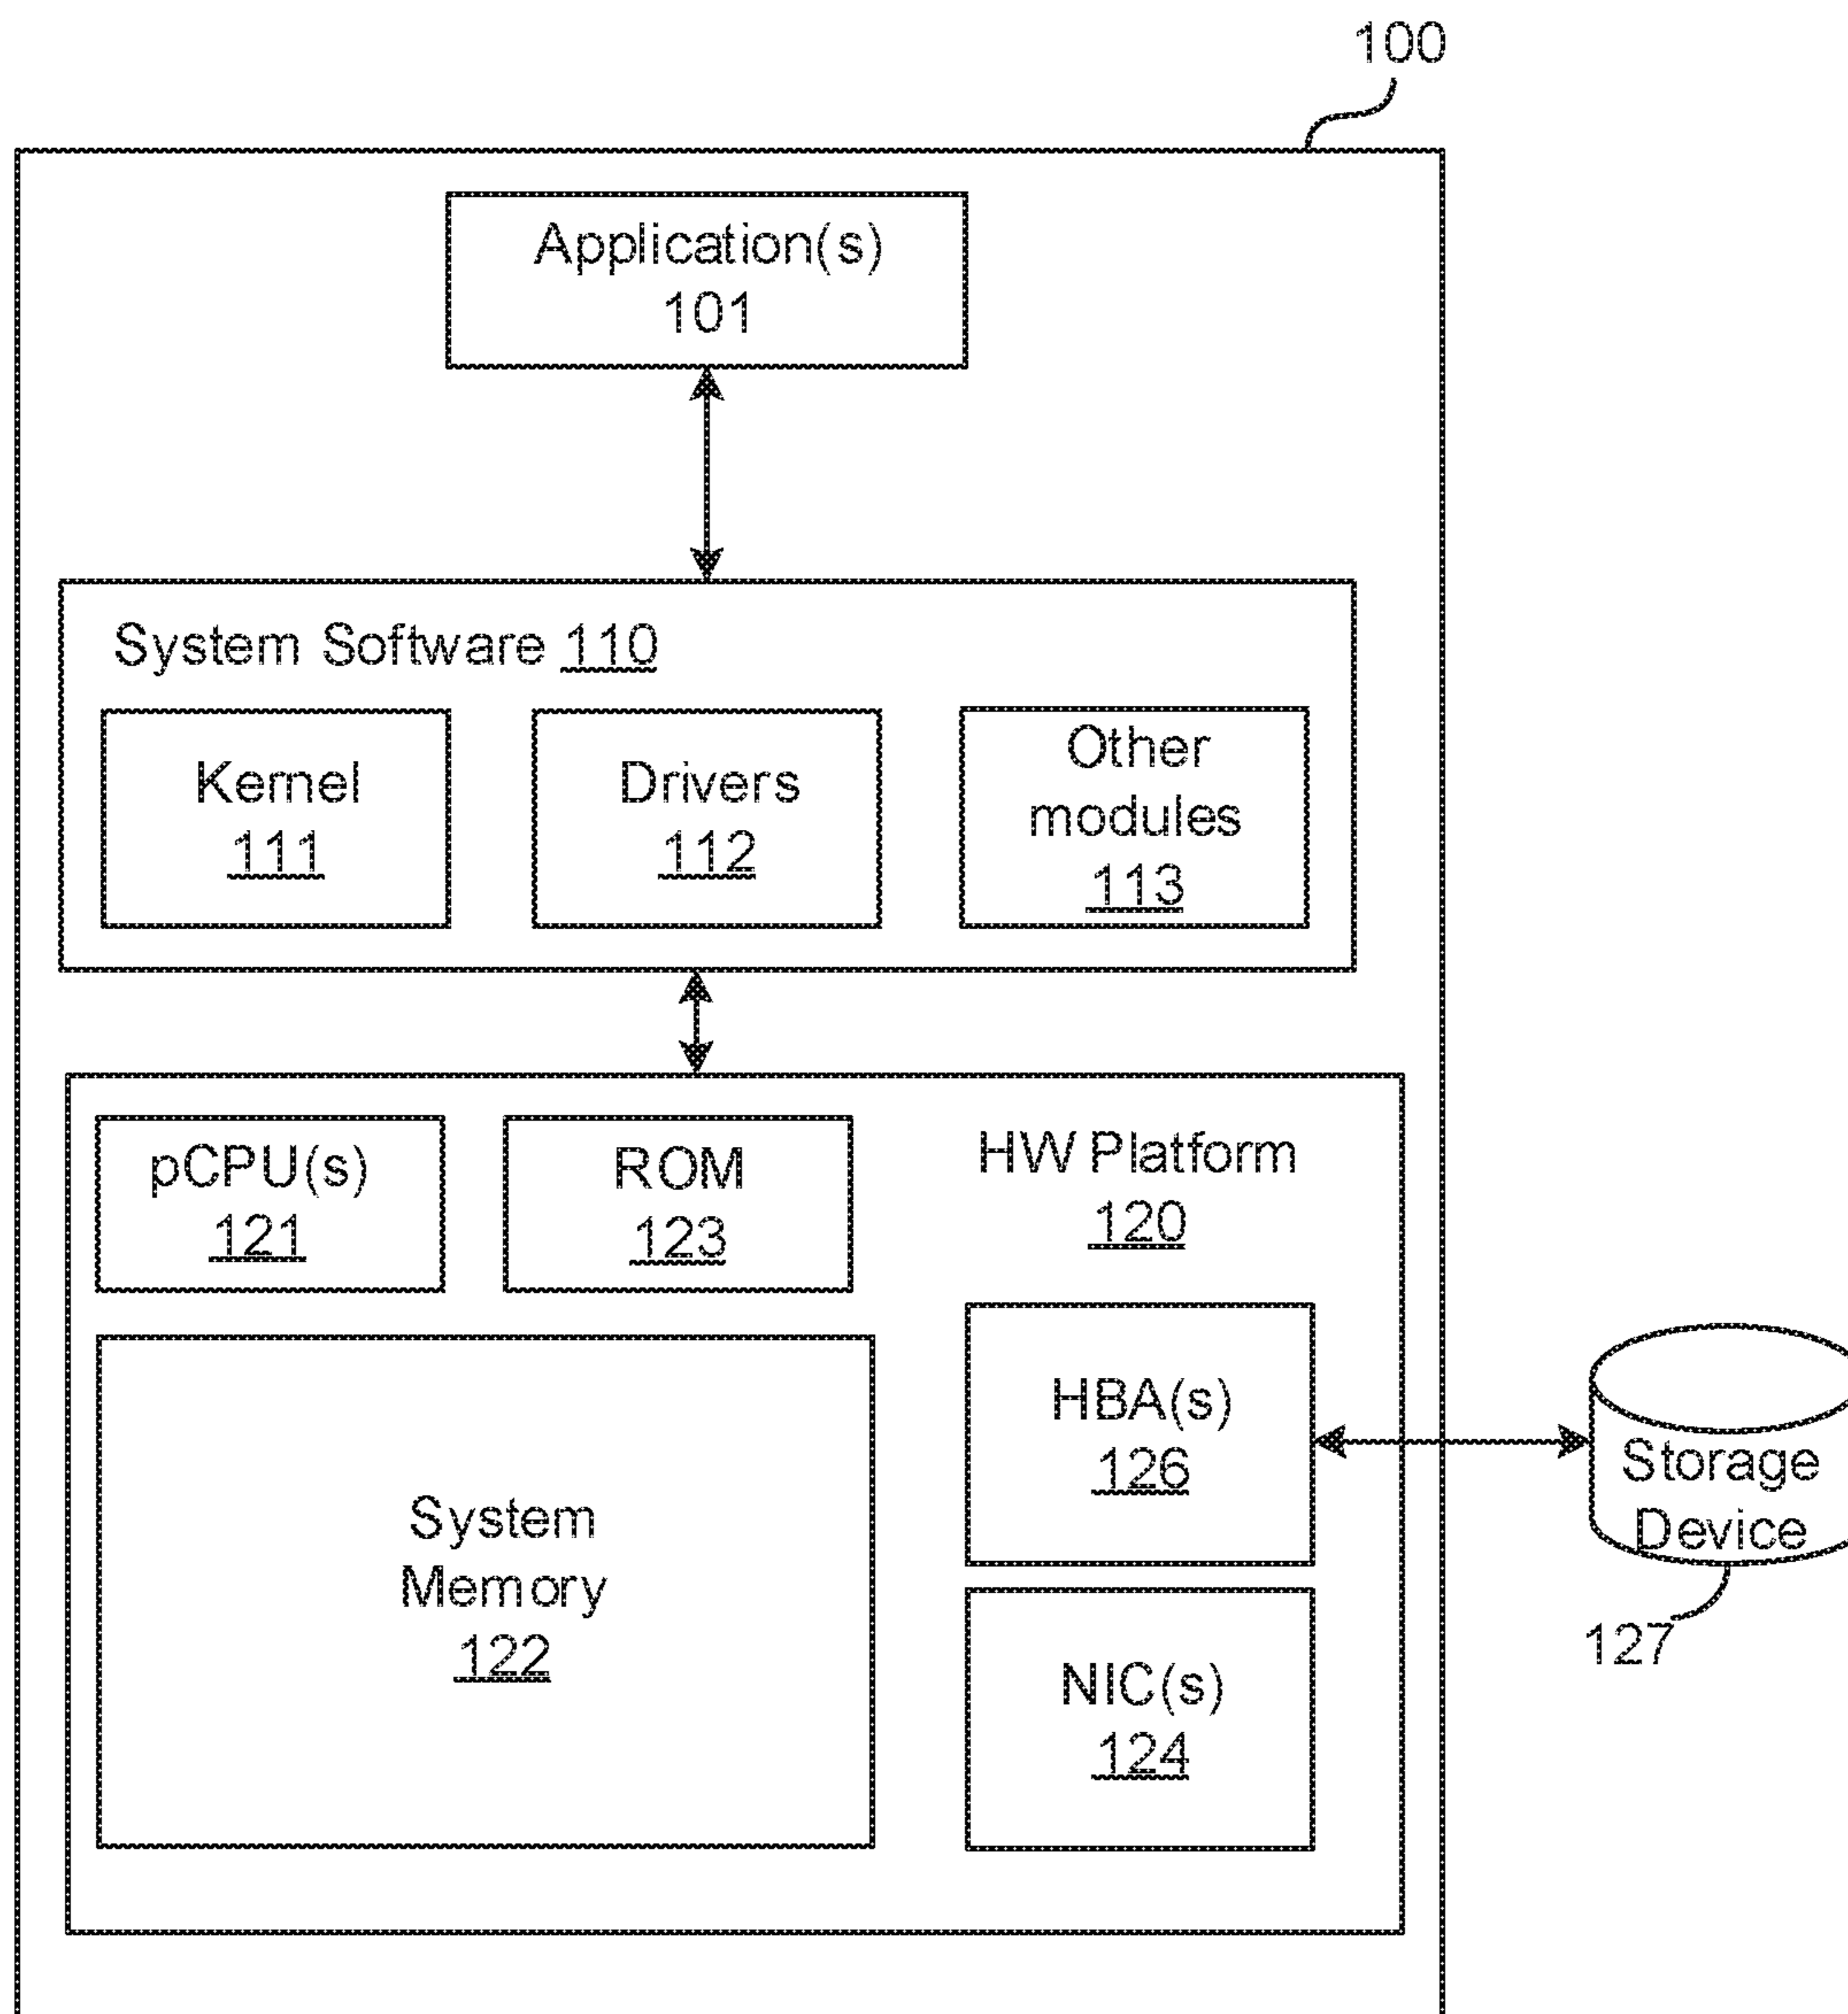 100
Application(s)
101
System Software 110
Kernel
111
Drivers
112
Other
modules
113
pCPU(s)
121
ROM
123
HW Platform
120
System
Memory
122
HBA(s)
126
NIC(s)
124
Storage
Device
127